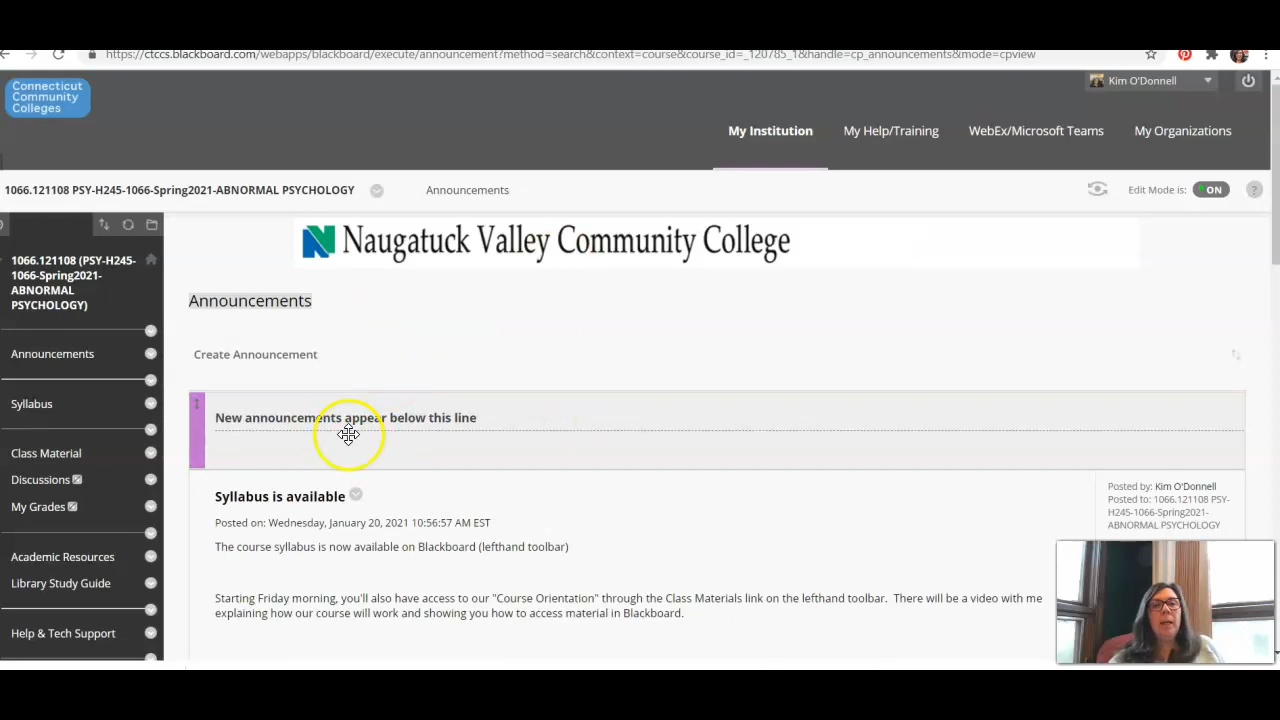 https://ctccs.blackboard.com/webapps/blackboard/execute/announcement?method=search&context=course&course_id=_120785_1&handle=cp_announcements&mode=cpview
Connecticut
Community
Colleges
Kim O'Donnell
My Institution
My Help/Training
WebEx/Microsoft Teams
My Organizations
1066.121108 PSY-H245-1066-Spring2021-ABNORMAL PSYCHOLOGY
Announcements
Edit Mode is: ON
?
Naugatuck Valley Community College
1066.121108 (PSY-H245-
1066-Spring2021-
ABNORMAL
PSYCHOLOGY)
Announcements
Syllabus
Class Material
Discussions
My Grades
Academic Resources
Library Study Guide
Help & Tech Support
Announcements
Create Announcement
New announcements appear below this line
Syllabus is available
Posted on: Wednesday, January 20, 2021 10:56:57 AM EST
The course syllabus is now available on Blackboard (lefthand toolbar)
Starting Friday morning, you'll also have access to our "Course Orientation" through the Class Materials link on the lefthand toolbar. There will be a video with me
explaining how our course will work and showing you how to access material in Blackboard.
Posted by: Kim O'Donnell
Posted to: 1066.121108 PSY-
H245-1066-Spring2021-
ABNORMAL PSYCHOLOGY